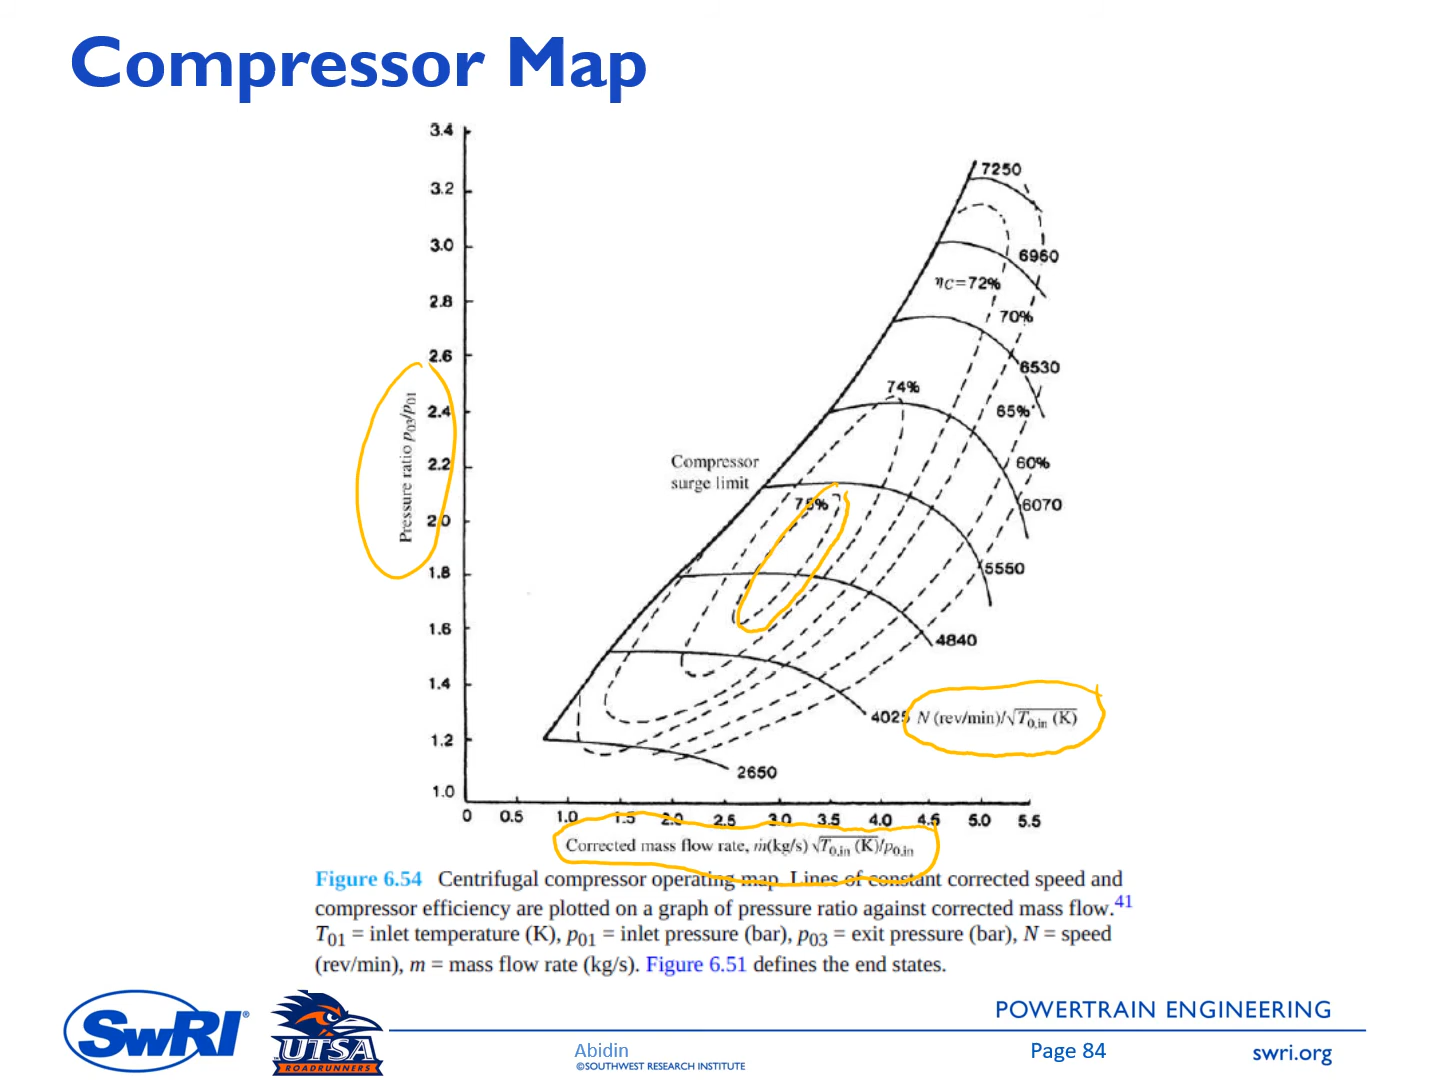 Compressor Map
3.4
3.2
3.0
2.8
2.6
2.4
2.2
2.0
1.8
1.6
1.4
1.2
1.0
Pressure ratio p03/p01
7250
6960
ηC=72%
70%
6530
74%
65%
Compressor
surge limit
60%
75%
6070
5550
4840
4025 N (rev/min)/√T0,in (K)
2650
0 0.5 1.0 1.5 2.0 2.5 3.0 3.5 4.0 4.5 5.0 5.5
Corrected mass flow rate, ṁ(kg/s) √T0,in (K)/p0,in
Figure 6.54 Centrifugal compressor operating map. Lines of constant corrected speed and
compressor efficiency are plotted on a graph of pressure ratio against corrected mass flow.41
T01 = inlet temperature (K), p01 = inlet pressure (bar), p03 = exit pressure (bar), N = speed
(rev/min), m = mass flow rate (kg/s). Figure 6.51 defines the end states.
SwRI®
UTSA
ROADRUNNERS
POWERTRAIN ENGINEERING
Abidin
©SOUTHWEST RESEARCH INSTITUTE
Page 84
swri.org